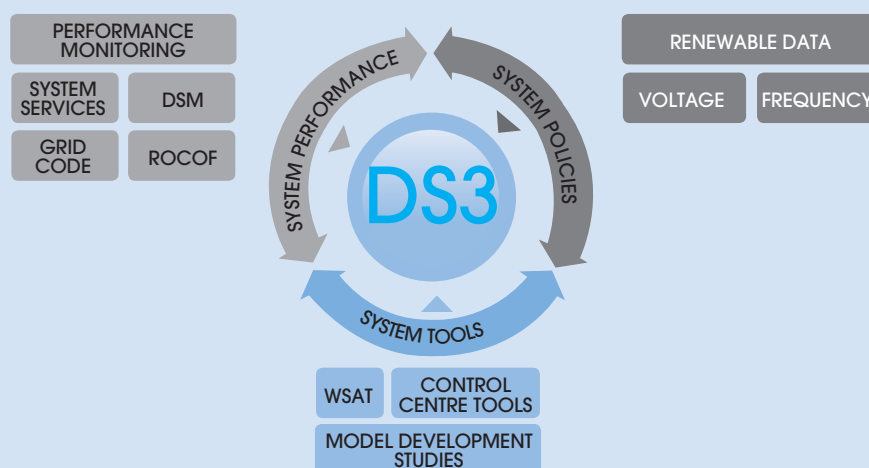 PERFORMANCE
MONITORING
SYSTEM
SERVICES
DSM
GRID
CODE
ROCOF
SYSTEM PERFORMANCE
SYSTEM POLICIES
DS3
SYSTEM TOOLS
RENEWABLE DATA
VOLTAGE
FREQUENCY
WSAT
CONTROL
CENTRE TOOLS
MODEL DEVELOPMENT
STUDIES